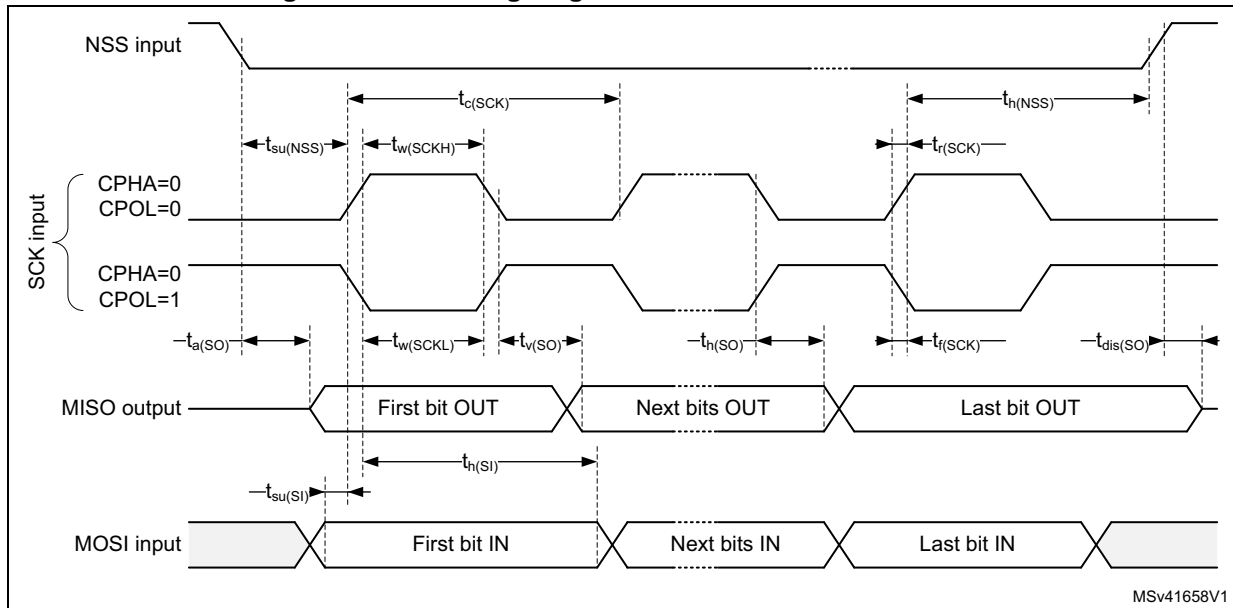 NSS input
tc(SCK)
th(NSS)
tsu(NSS)
tw(SCKH)
tr(SCK)
CPHA=0
CPOL=0
SCK input
CPHA=0
CPOL=1
ta(SO)
tw(SCKL)
tv(SO)
th(SO)
tf(SCK)
tdis(SO)
MISO output
First bit OUT
Next bits OUT
Last bit OUT
th(SI)
tsu(SI)
MOSI input
First bit IN
Next bits IN
Last bit IN
MSv41658V1